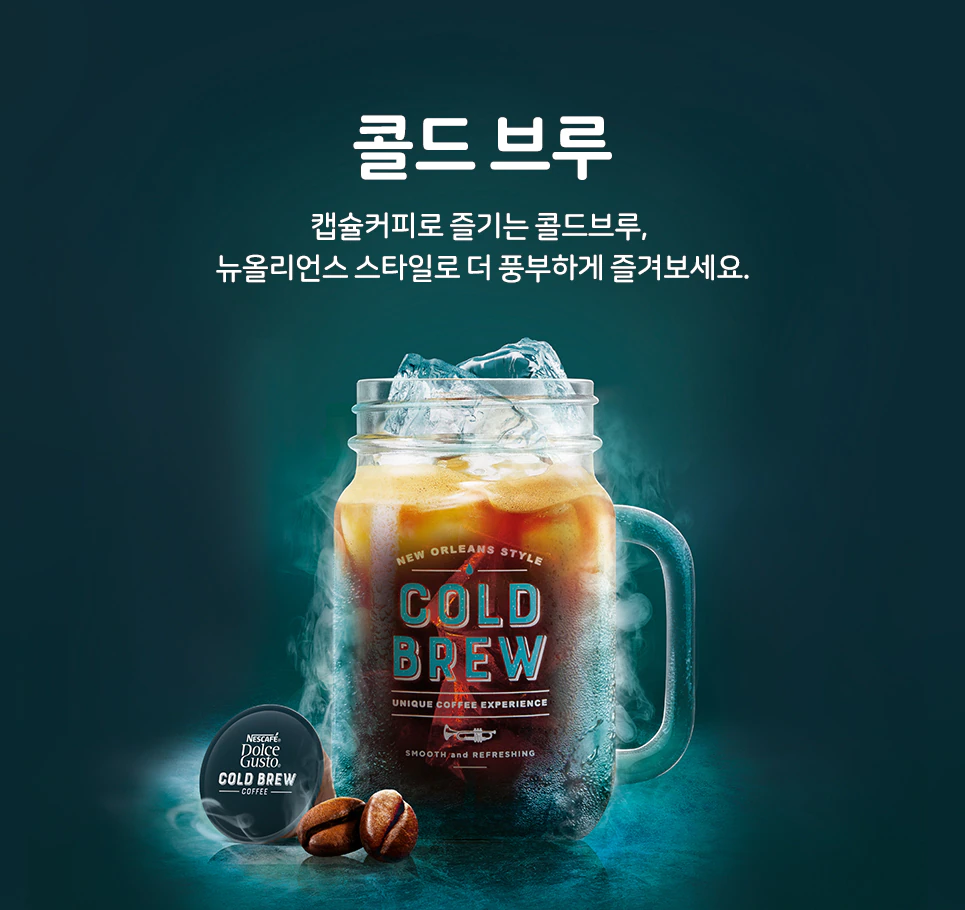 콜드 브루
캡슐커피로 즐기는 콜드브루,
뉴올리언스 스타일로 더 풍부하게 즐겨보세요.
NEW ORLEANS STYLE
COLD
BREW
UNIQUE COFFEE EXPERIENCE
SMOOTH and REFRESHING
NESCAFÉ®
Dolce
Gusto®
COLD BREW
COFFEE